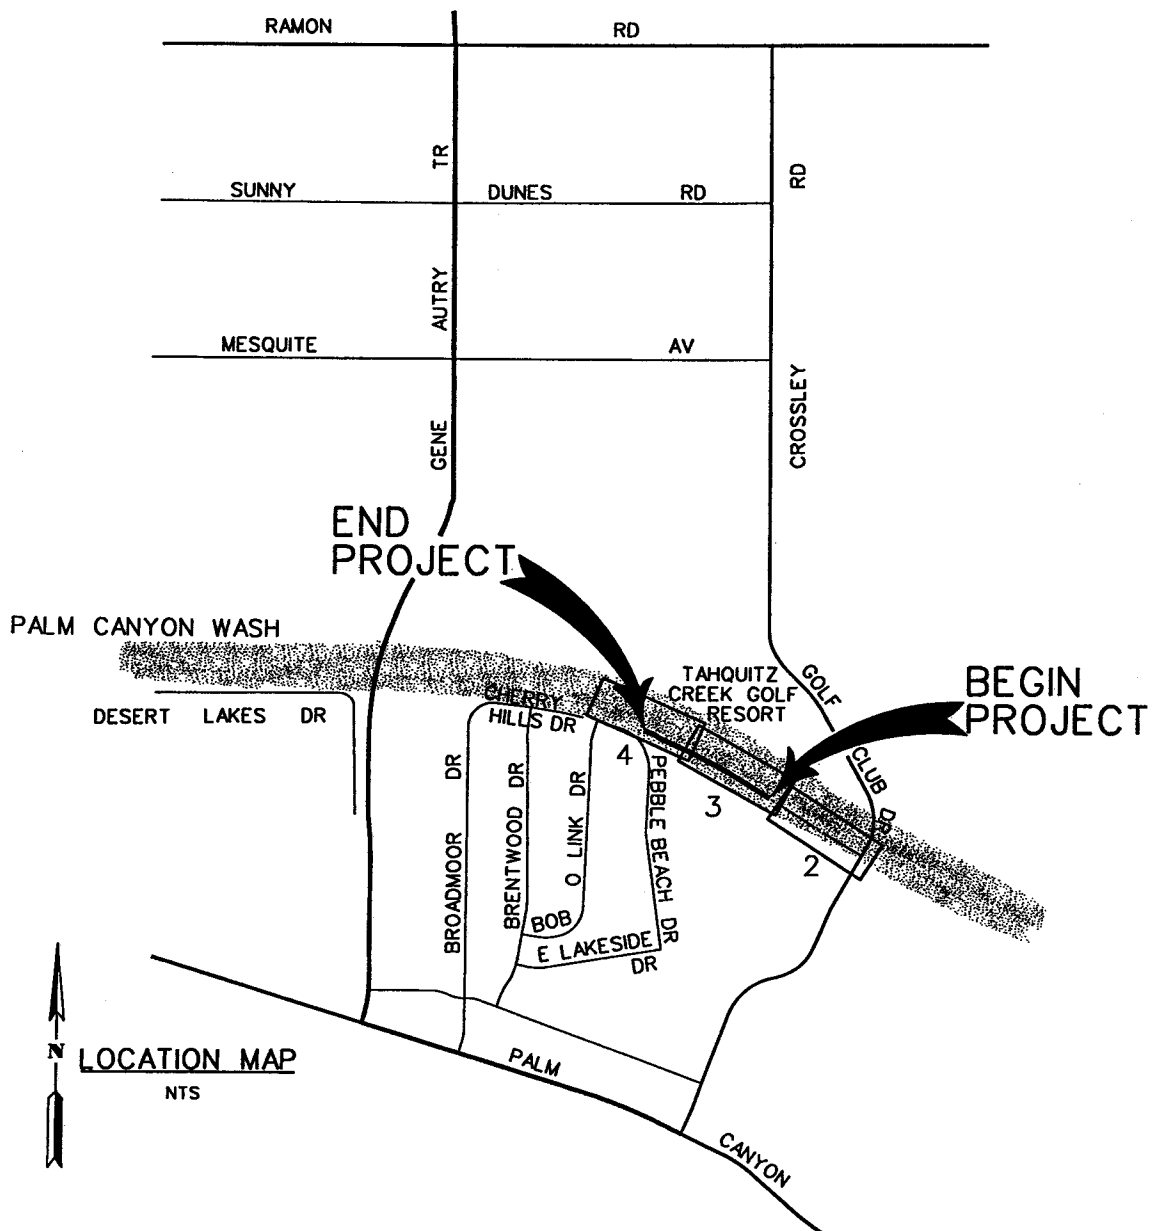 RAMON RD
TR
RD
SUNNY DUNES RD
AUTRY
MESQUITE AV
GENE
CROSSLEY
END
PROJECT
PALM CANYON WASH
TAHQUITZ
CREEK GOLF
RESORT
GOLF
CLUB
DR
BEGIN
PROJECT
CHERRY
HILLS DR
DESERT LAKES DR
4
3
2
BROADMOOR DR
BRENTWOOD DR
BOB
O LINK DR
PEBBLE BEACH DR
E LAKESIDE
DR
N
LOCATION MAP
NTS
PALM
CANYON